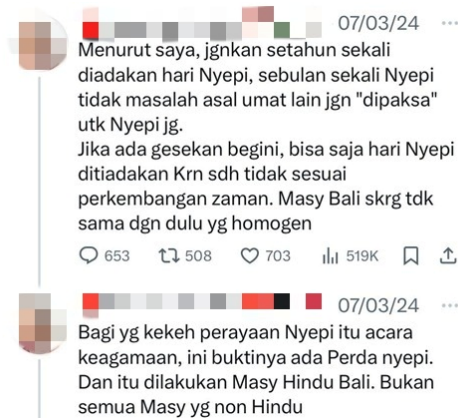 07/03/24 ...
Menurut saya, jgnkan setahun sekali
diadakan hari Nyepi, sebulan sekali Nyepi
tidak masalah asal umat lain jgn "dipaksa"
utk Nyepi jg.
Jika ada gesekan begini, bisa saja hari Nyepi
ditiadakan Krn sdh tidak sesuai
perkembangan zaman. Masy Bali skrg tdk
sama dgn dulu yg homogen
653 508 703 519K
07/03/24 ...
Bagi yg kekeh perayaan Nyepi itu acara
keagamaan, ini buktinya ada Perda nyepi.
Dan itu dilakukan Masy Hindu Bali. Bukan
semua Masy yg non Hindu